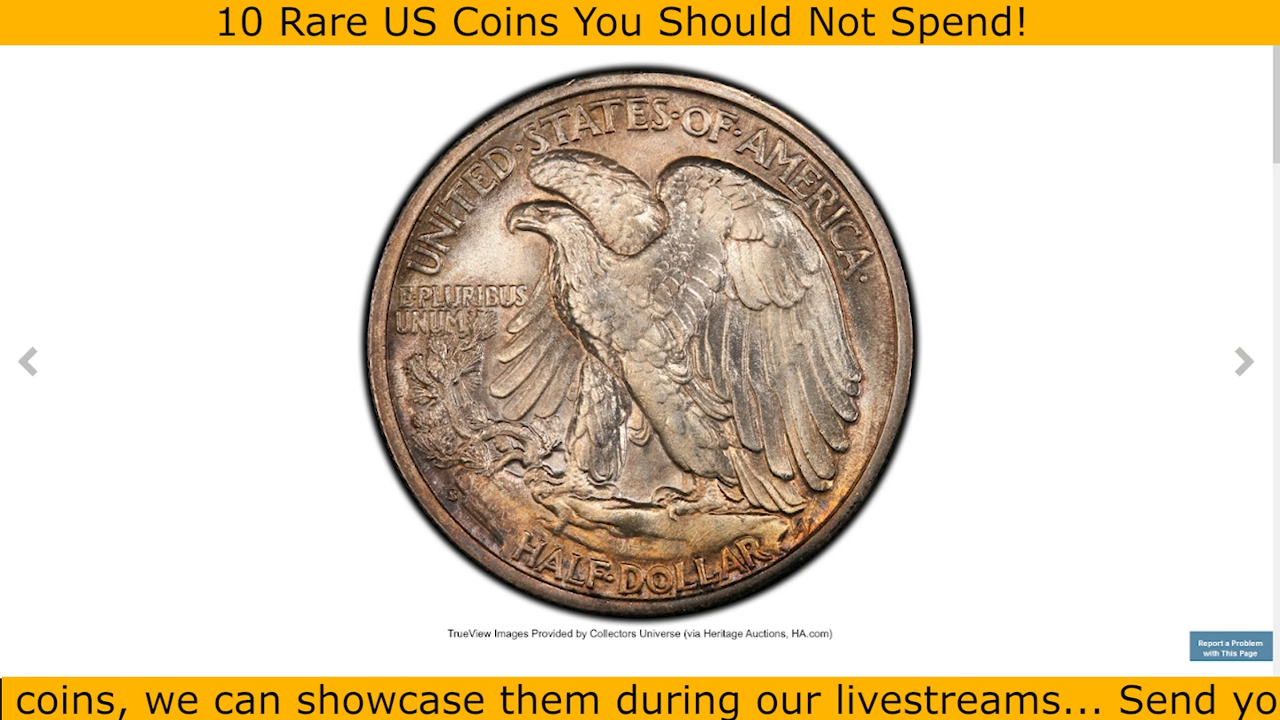 10 Rare US Coins You Should Not Spend!
UNITED·STATES·OF·AMERICA·
E·PLURIBUS
UNUM
S
HALF·DOLLAR
TrueView Images Provided by Collectors Universe (via Heritage Auctions, HA.com)
Report a Problem
with This Page
coins, we can showcase them during our livestreams... Send yo